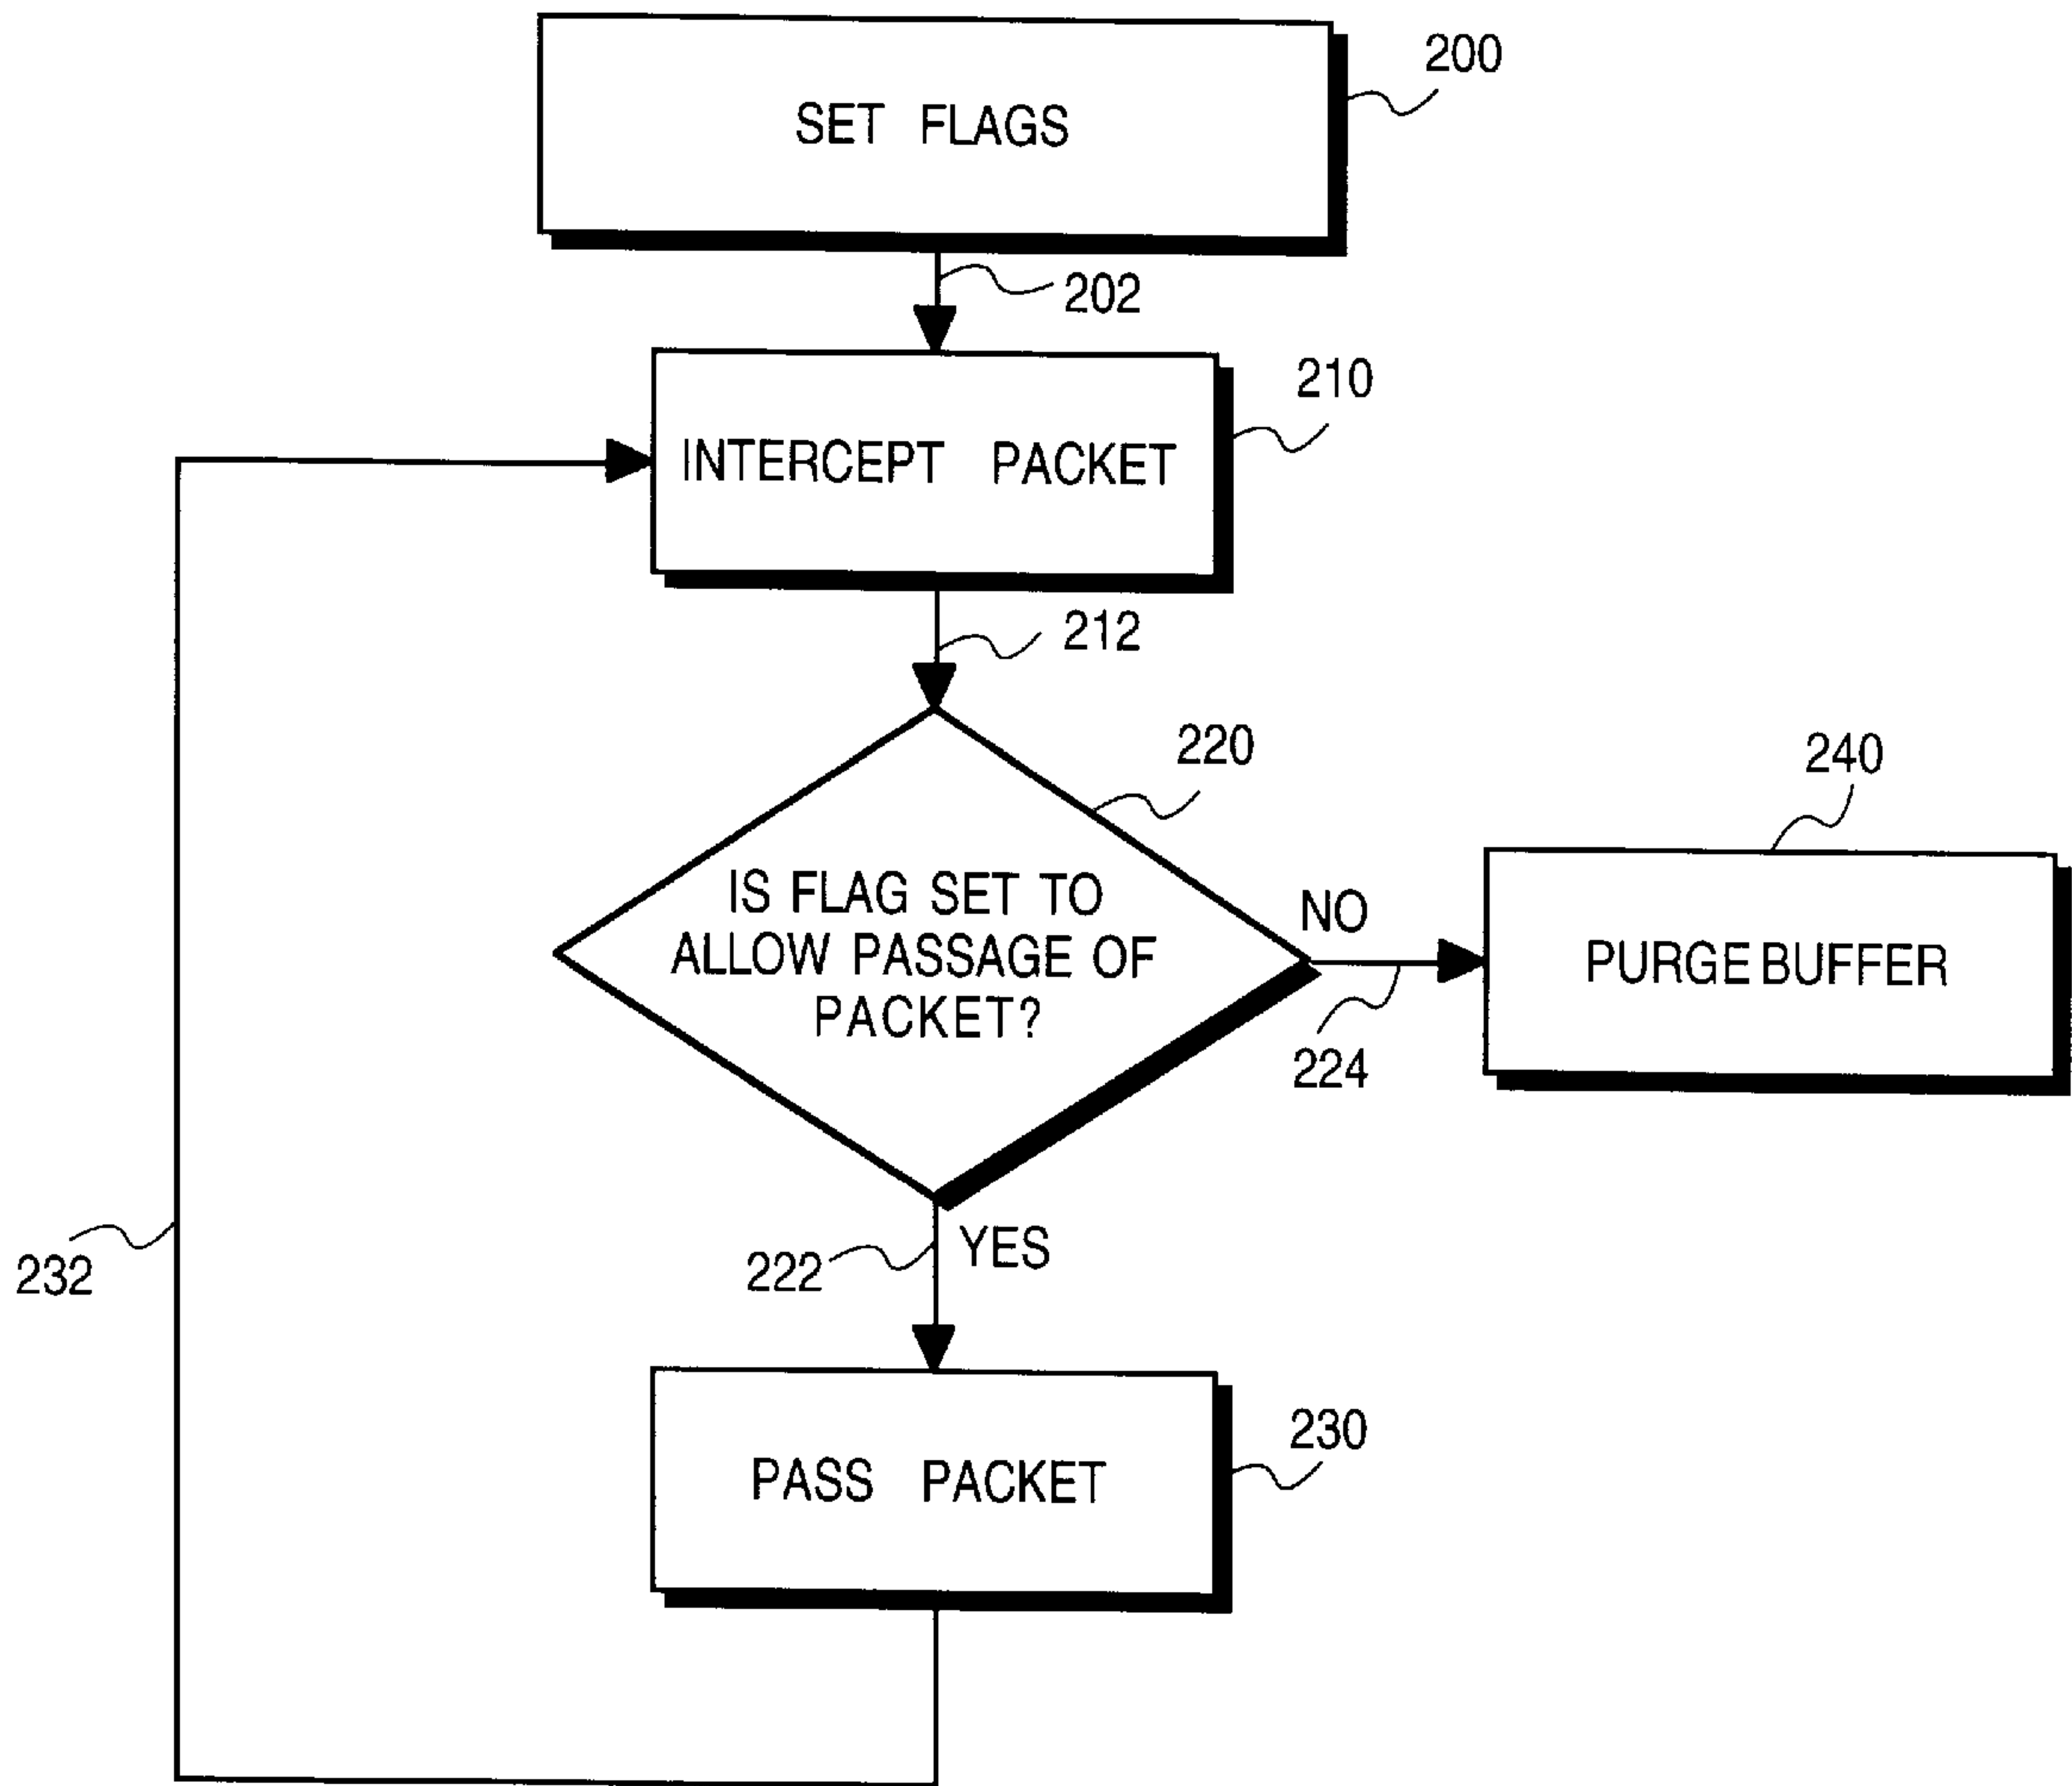 200
SET FLAGS
202
210
INTERCEPT PACKET
212
220
240
IS FLAG SET TO
ALLOW PASSAGE OF
PACKET?
NO
PURGE BUFFER
224
232
222
YES
230
PASS PACKET